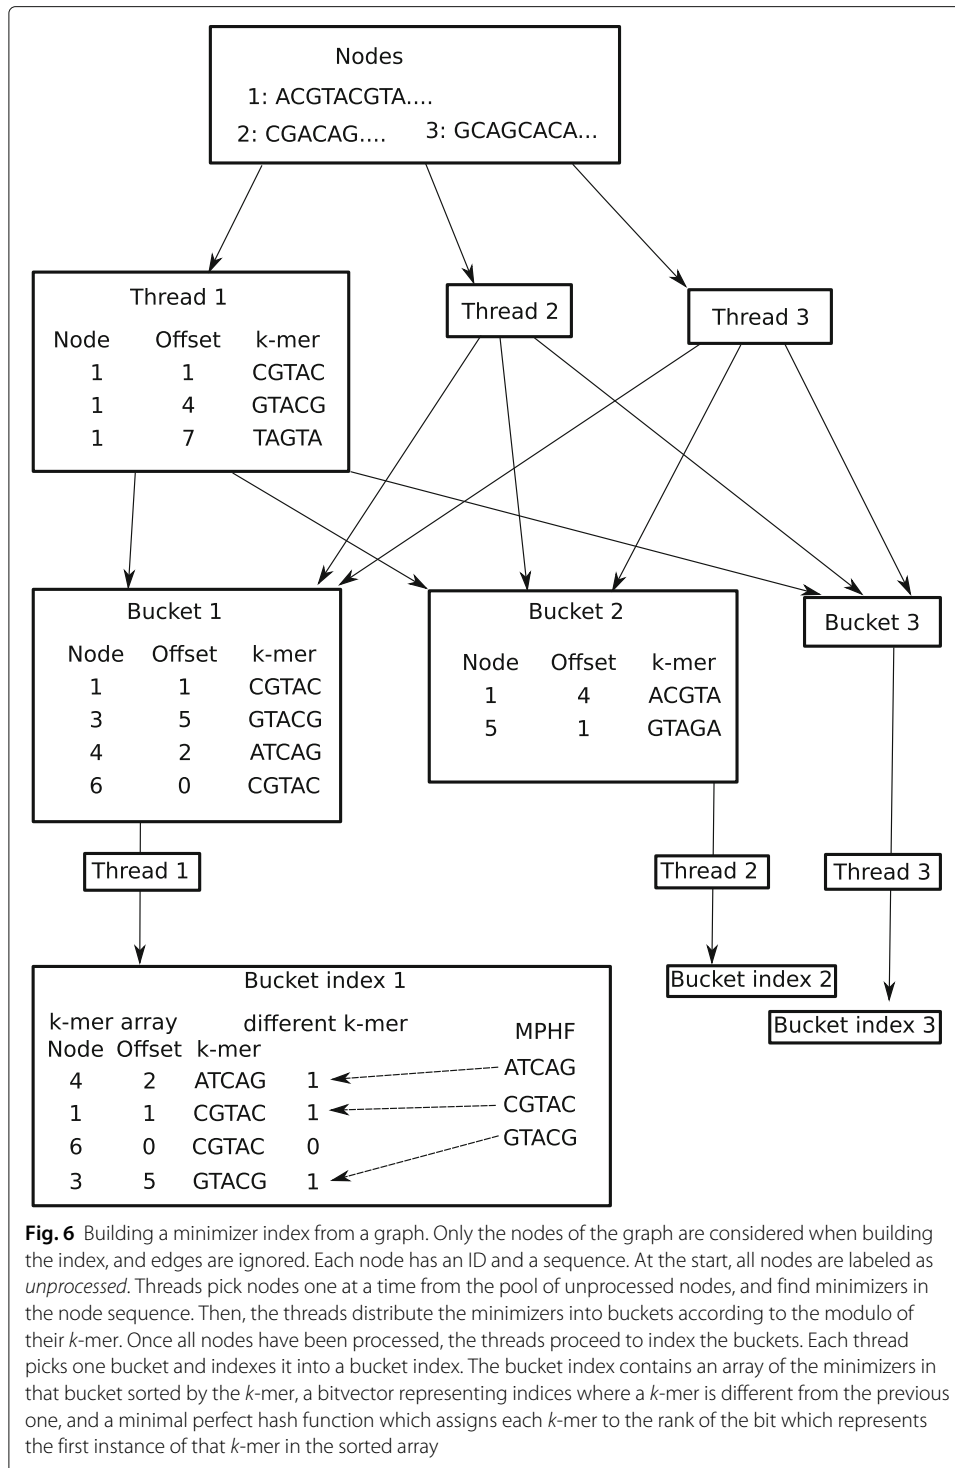 Nodes
1: ACGTACGTA....
2: CGACAG.... 3: GCAGCACA...
Thread 1
Node Offset k-mer
1 1 CGTAC
1 4 GTACG
1 7 TAGTA
Thread 2
Thread 3
Bucket 1
Node Offset k-mer
1 1 CGTAC
3 5 GTACG
4 2 ATCAG
6 0 CGTAC
Bucket 2
Node Offset k-mer
1 4 ACGTA
5 1 GTAGA
Bucket 3
Thread 1
Thread 2
Thread 3
Bucket index 1
k-mer array different k-mer MPHF
Node Offset k-mer
4 2 ATCAG 1 ATCAG
1 1 CGTAC 1 CGTAC
6 0 CGTAC 0 GTACG
3 5 GTACG 1
Bucket index 2
Bucket index 3
Fig. 6 Building a minimizer index from a graph. Only the nodes of the graph are considered when building
the index, and edges are ignored. Each node has an ID and a sequence. At the start, all nodes are labeled as
unprocessed. Threads pick nodes one at a time from the pool of unprocessed nodes, and find minimizers in
the node sequence. Then, the threads distribute the minimizers into buckets according to the modulo of
their k-mer. Once all nodes have been processed, the threads proceed to index the buckets. Each thread
picks one bucket and indexes it into a bucket index. The bucket index contains an array of the minimizers in
that bucket sorted by the k-mer, a bitvector representing indices where a k-mer is different from the previous
one, and a minimal perfect hash function which assigns each k-mer to the rank of the bit which represents
the first instance of that k-mer in the sorted array